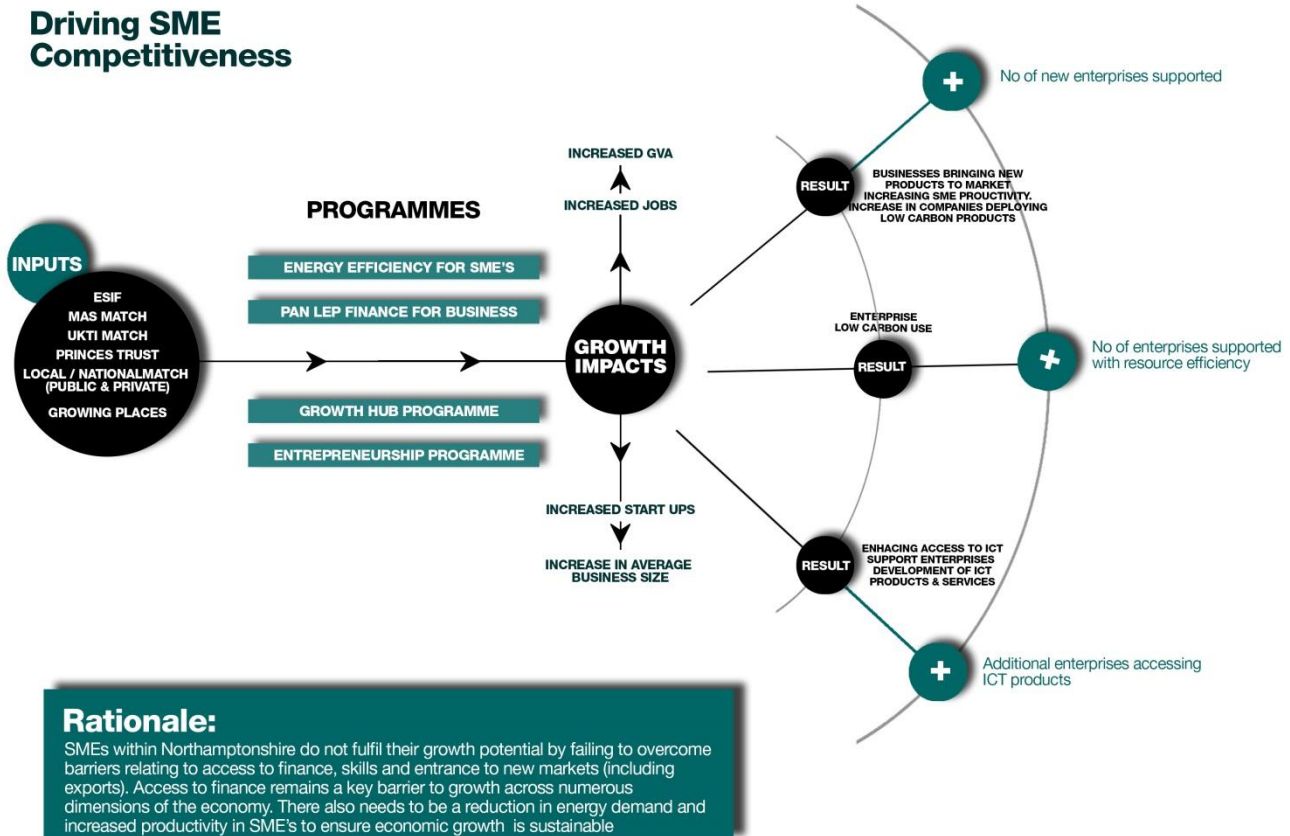 Driving SME
Competitiveness
No of new enterprises supported
INCREASED GVA
INCREASED JOBS
RESULT
BUSINESSES BRINGING NEW
PRODUCTS TO MARKET
INCREASING SME PROCTIVITY.
INCREASE IN COMPANIES DEPLOYING
LOW CARBON PRODUCTS
PROGRAMMES
INPUTS
ESIF
MAS MATCH
UKTI MATCH
PRINCES TRUST
LOCAL / NATIONALMATCH
(PUBLIC & PRIVATE)
GROWING PLACES
ENERGY EFFICIENCY FOR SME'S
PAN LEP FINANCE FOR BUSINESS
GROWTH HUB PROGRAMME
ENTREPRENEURSHIP PROGRAMME
GROWTH
IMPACTS
ENTERPRISE
LOW CARBON USE
RESULT
No of enterprises supported
with resource efficiency
INCREASED START UPS
INCREASE IN AVERAGE
BUSINESS SIZE
RESULT
ENHACING ACCESS TO ICT
SUPPORT ENTERPRISES
DEVELOPMENT OF ICT
PRODUCTS & SERVICES
Additional enterprises accessing
ICT products
Rationale:
SMEs within Northamptonshire do not fulfil their growth potential by failing to overcome
barriers relating to access to finance, skills and entrance to new markets (including
exports). Access to finance remains a key barrier to growth across numerous
dimensions of the economy. There also needs to be a reduction in energy demand and
increased productivity in SME's to ensure economic growth is sustainable